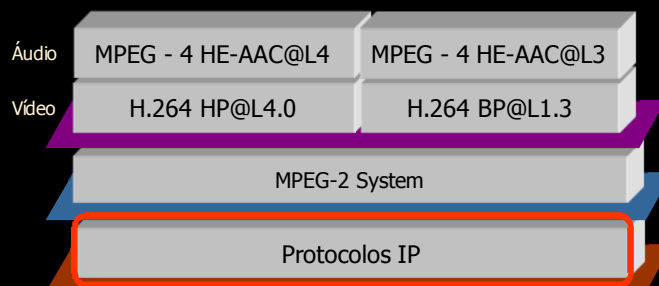 Áudio MPEG - 4 HE-AAC@L4 MPEG - 4 HE-AAC@L3
Vídeo H.264 HP@L4.0 H.264 BP@L1.3
MPEG-2 System
Protocolos IP